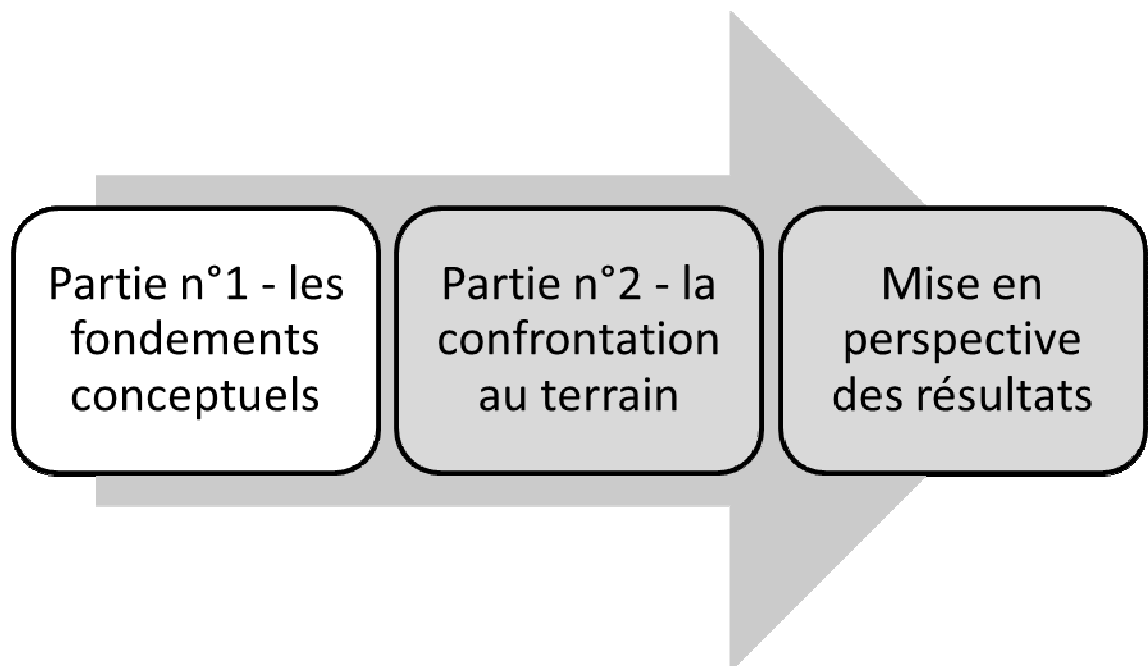 Partie n°1 - les
fondements
conceptuels
Partie n°2 - la
confrontation
au terrain
Mise en
perspective
des résultats